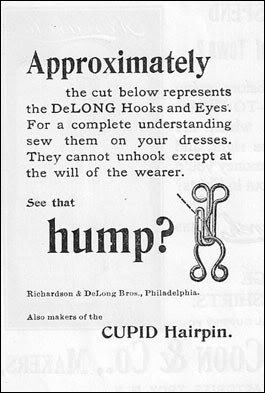 Approximately
the cut below represents
the DeLONG Hooks and Eyes.
For a complete understanding
sew them on your dresses.
They cannot unhook except at
the will of the wearer.
See that
hump?
Richardson & DeLong Bros., Philadelphia.
Also makers of the
CUPID Hairpin.